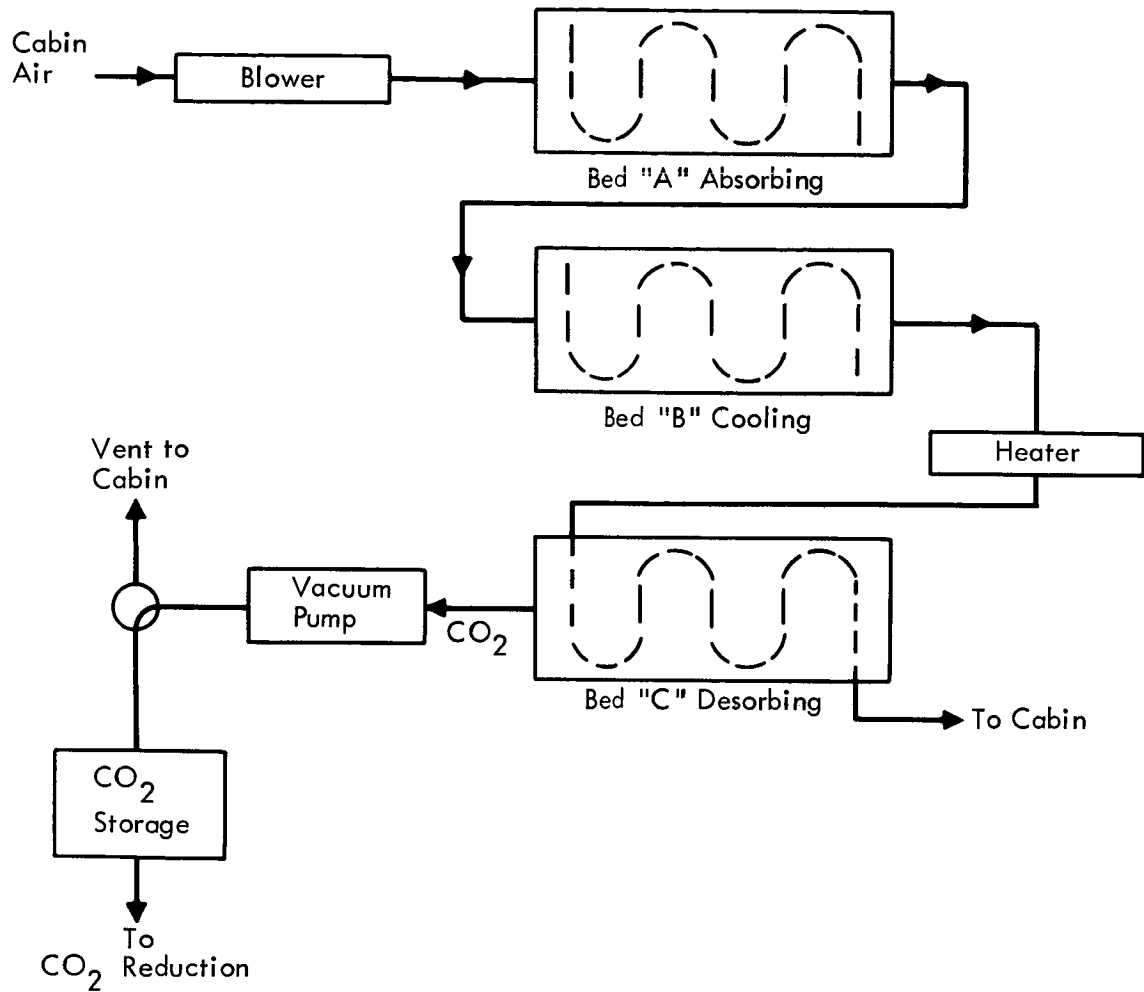 Cabin
Air
Blower
Bed "A" Absorbing
Bed "B" Cooling
Heater
Vent to
Cabin
Vacuum
Pump
CO2
Bed "C" Desorbing
To Cabin
CO2
Storage
To
CO2 Reduction